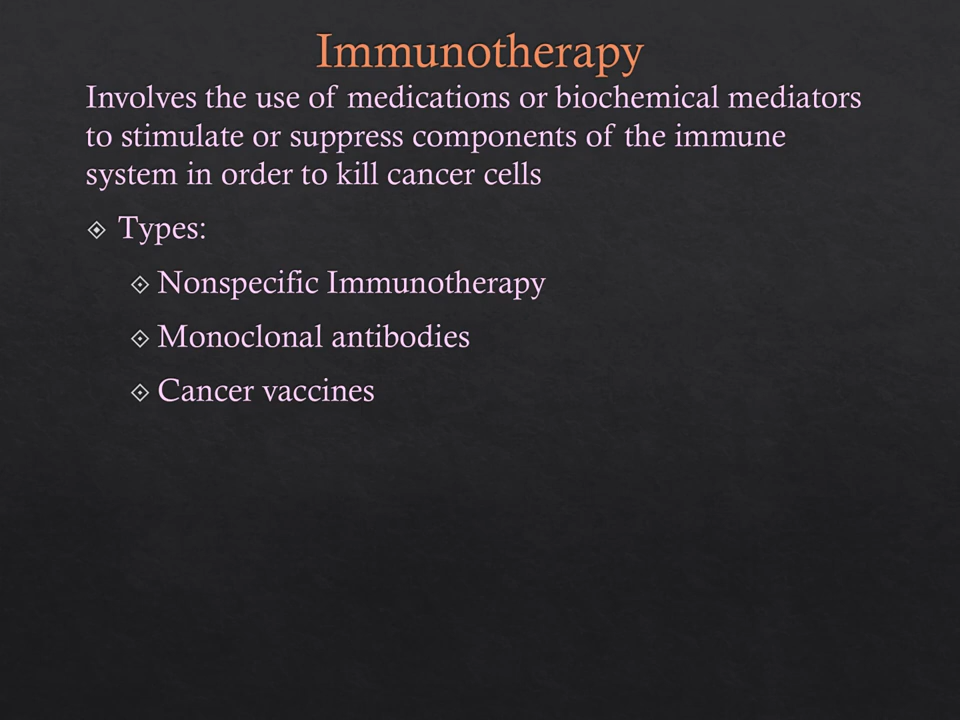 Immunotherapy
Involves the use of medications or biochemical mediators
to stimulate or suppress components of the immune
system in order to kill cancer cells
Types:
Nonspecific Immunotherapy
Monoclonal antibodies
Cancer vaccines